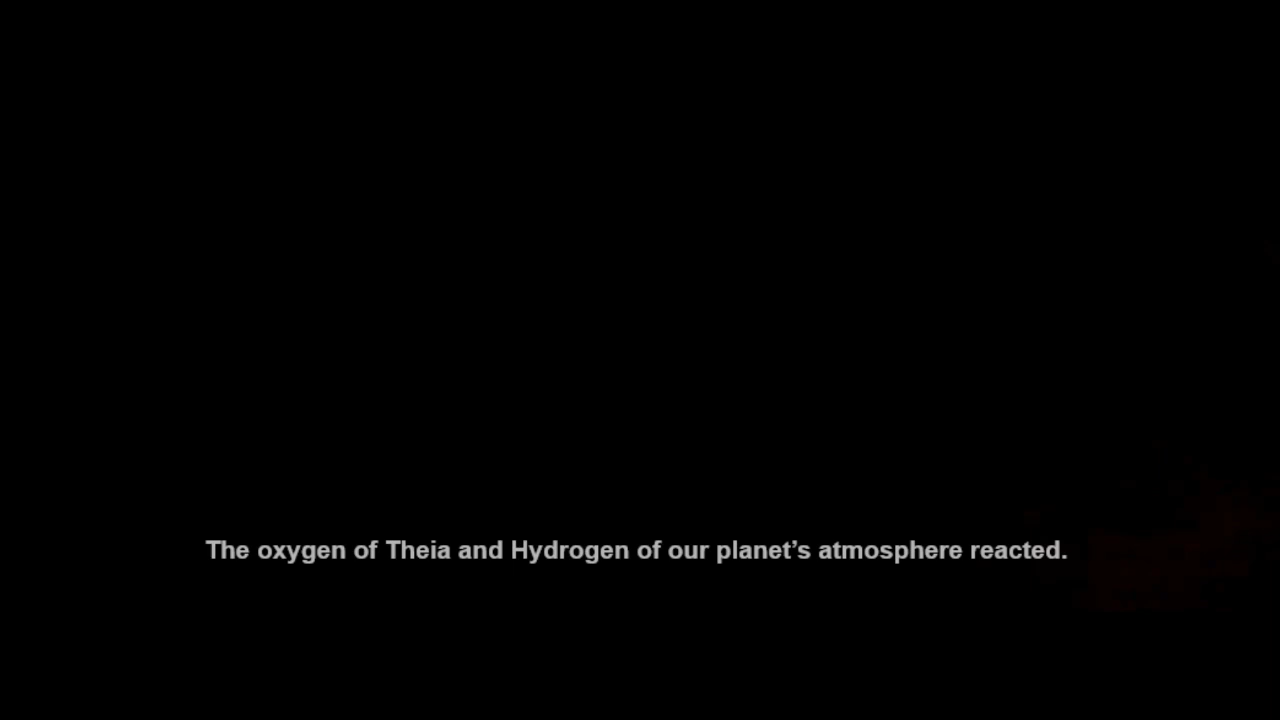 The oxygen of Theia and Hydrogen of our planet’s atmosphere reacted.